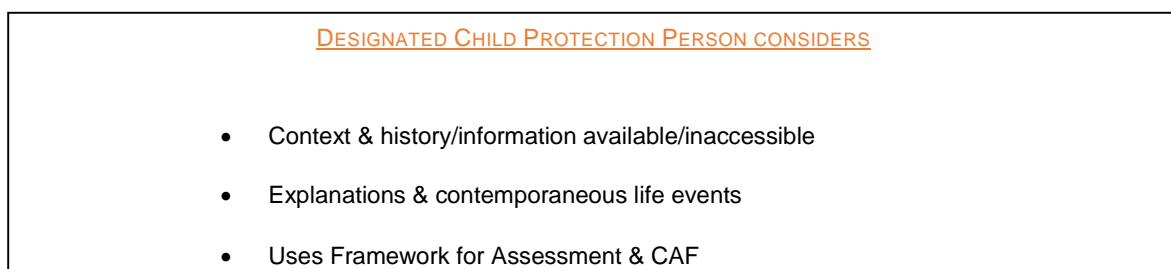 DESIGNATED CHILD PROTECTION PERSON CONSIDERS
• Context & history/information available/inaccessible
• Explanations & contemporaneous life events
• Uses Framework for Assessment & CAF